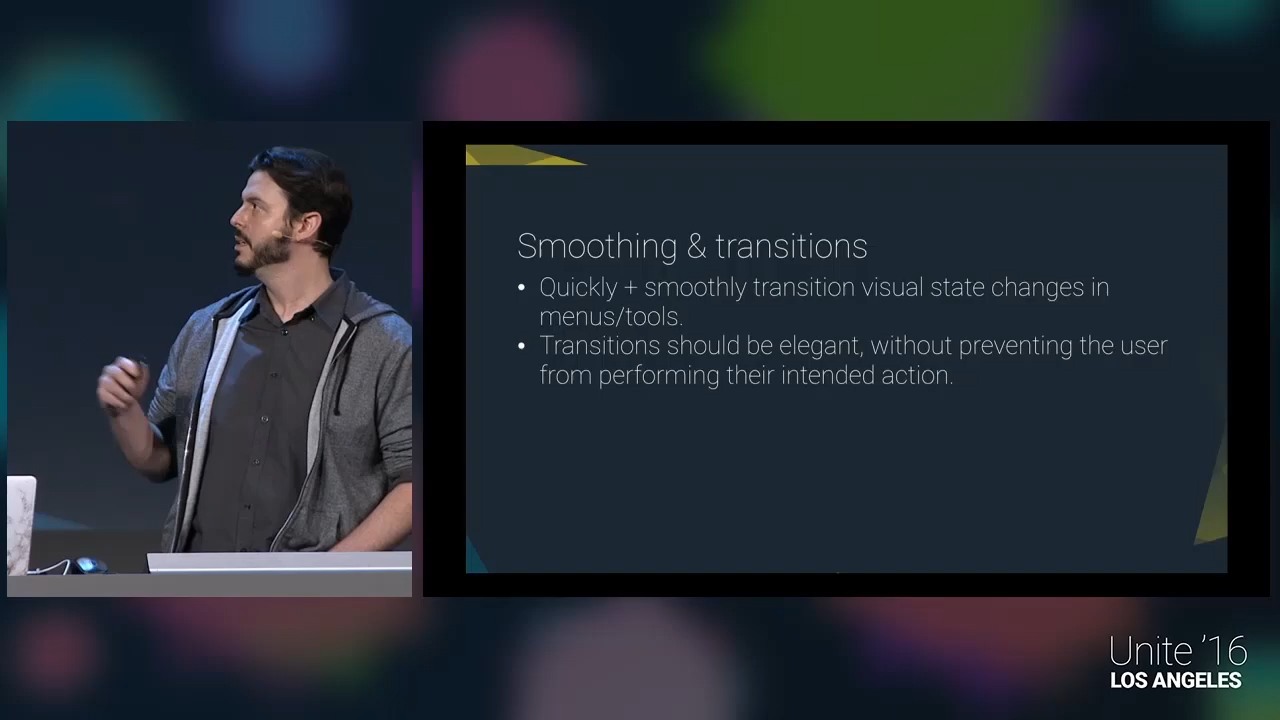 Smoothing & transitions
• Quickly + smoothly transition visual state changes in
menus/tools.
• Transitions should be elegant, without preventing the user
from performing their intended action.
Unite '16
LOS ANGELES